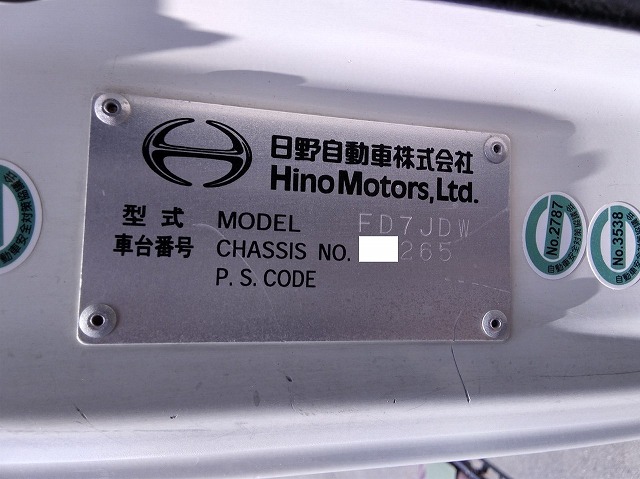 日野自動車株式会社
Hino Motors, Ltd.
型式 MODEL FD7JDW
車台番号 CHASSIS NO. 265
P.S.CODE
No.2787
No.3538